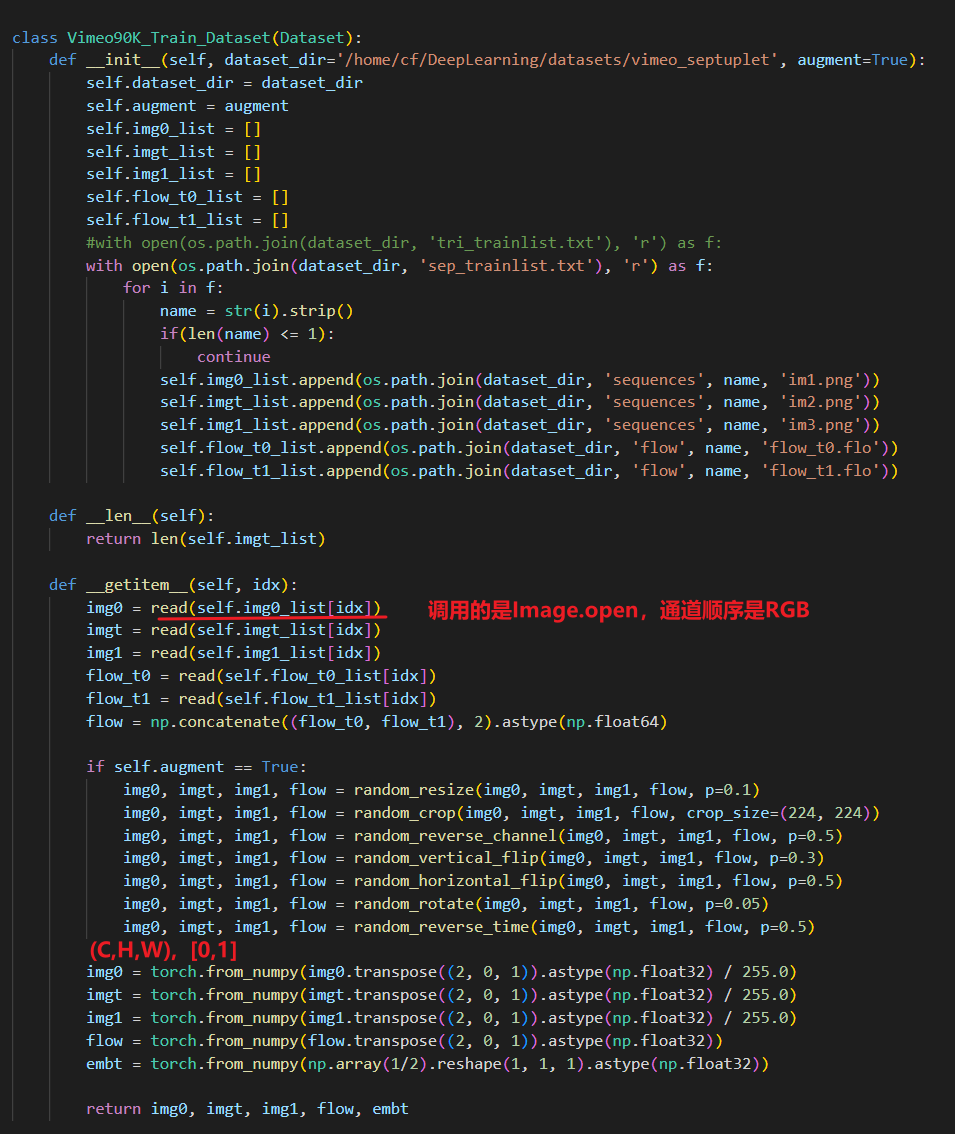 class Vimeo90K_Train_Dataset(Dataset):
    def __init__(self, dataset_dir='/home/cf/DeepLearning/datasets/vimeo_septuplet', augment=True):
        self.dataset_dir = dataset_dir
        self.augment = augment
        self.img0_list = []
        self.imgt_list = []
        self.img1_list = []
        self.flow_t0_list = []
        self.flow_t1_list = []
        #with open(os.path.join(dataset_dir, 'tri_trainlist.txt'), 'r') as f:
        with open(os.path.join(dataset_dir, 'sep_trainlist.txt'), 'r') as f:
            for i in f:
                name = str(i).strip()
                if(len(name) <= 1):
                    continue
                self.img0_list.append(os.path.join(dataset_dir, 'sequences', name, 'im1.png'))
                self.imgt_list.append(os.path.join(dataset_dir, 'sequences', name, 'im2.png'))
                self.img1_list.append(os.path.join(dataset_dir, 'sequences', name, 'im3.png'))
                self.flow_t0_list.append(os.path.join(dataset_dir, 'flow', name, 'flow_t0.flo'))
                self.flow_t1_list.append(os.path.join(dataset_dir, 'flow', name, 'flow_t1.flo'))
    def __len__(self):
        return len(self.imgt_list)
    def __getitem__(self, idx):
        img0 = read(self.img0_list[idx]) 调用的是Image.open，通道顺序是RGB
        imgt = read(self.imgt_list[idx])
        img1 = read(self.img1_list[idx])
        flow_t0 = read(self.flow_t0_list[idx])
        flow_t1 = read(self.flow_t1_list[idx])
        flow = np.concatenate((flow_t0, flow_t1), 2).astype(np.float64)
        if self.augment == True:
            img0, imgt, img1, flow = random_resize(img0, imgt, img1, flow, p=0.1)
            img0, imgt, img1, flow = random_crop(img0, imgt, img1, flow, crop_size=(224, 224))
            img0, imgt, img1, flow = random_reverse_channel(img0, imgt, img1, flow, p=0.5)
            img0, imgt, img1, flow = random_vertical_flip(img0, imgt, img1, flow, p=0.3)
            img0, imgt, img1, flow = random_horizontal_flip(img0, imgt, img1, flow, p=0.5)
            img0, imgt, img1, flow = random_rotate(img0, imgt, img1, flow, p=0.05)
            img0, imgt, img1, flow = random_reverse_time(img0, imgt, img1, flow, p=0.5)
        (C,H,W)，[0,1]
        img0 = torch.from_numpy(img0.transpose((2, 0, 1)).astype(np.float32) / 255.0)
        imgt = torch.from_numpy(imgt.transpose((2, 0, 1)).astype(np.float32) / 255.0)
        img1 = torch.from_numpy(img1.transpose((2, 0, 1)).astype(np.float32) / 255.0)
        flow = torch.from_numpy(flow.transpose((2, 0, 1)).astype(np.float32))
        embt = torch.from_numpy(np.array(1/2).reshape(1, 1, 1).astype(np.float32))
        return img0, imgt, img1, flow, embt